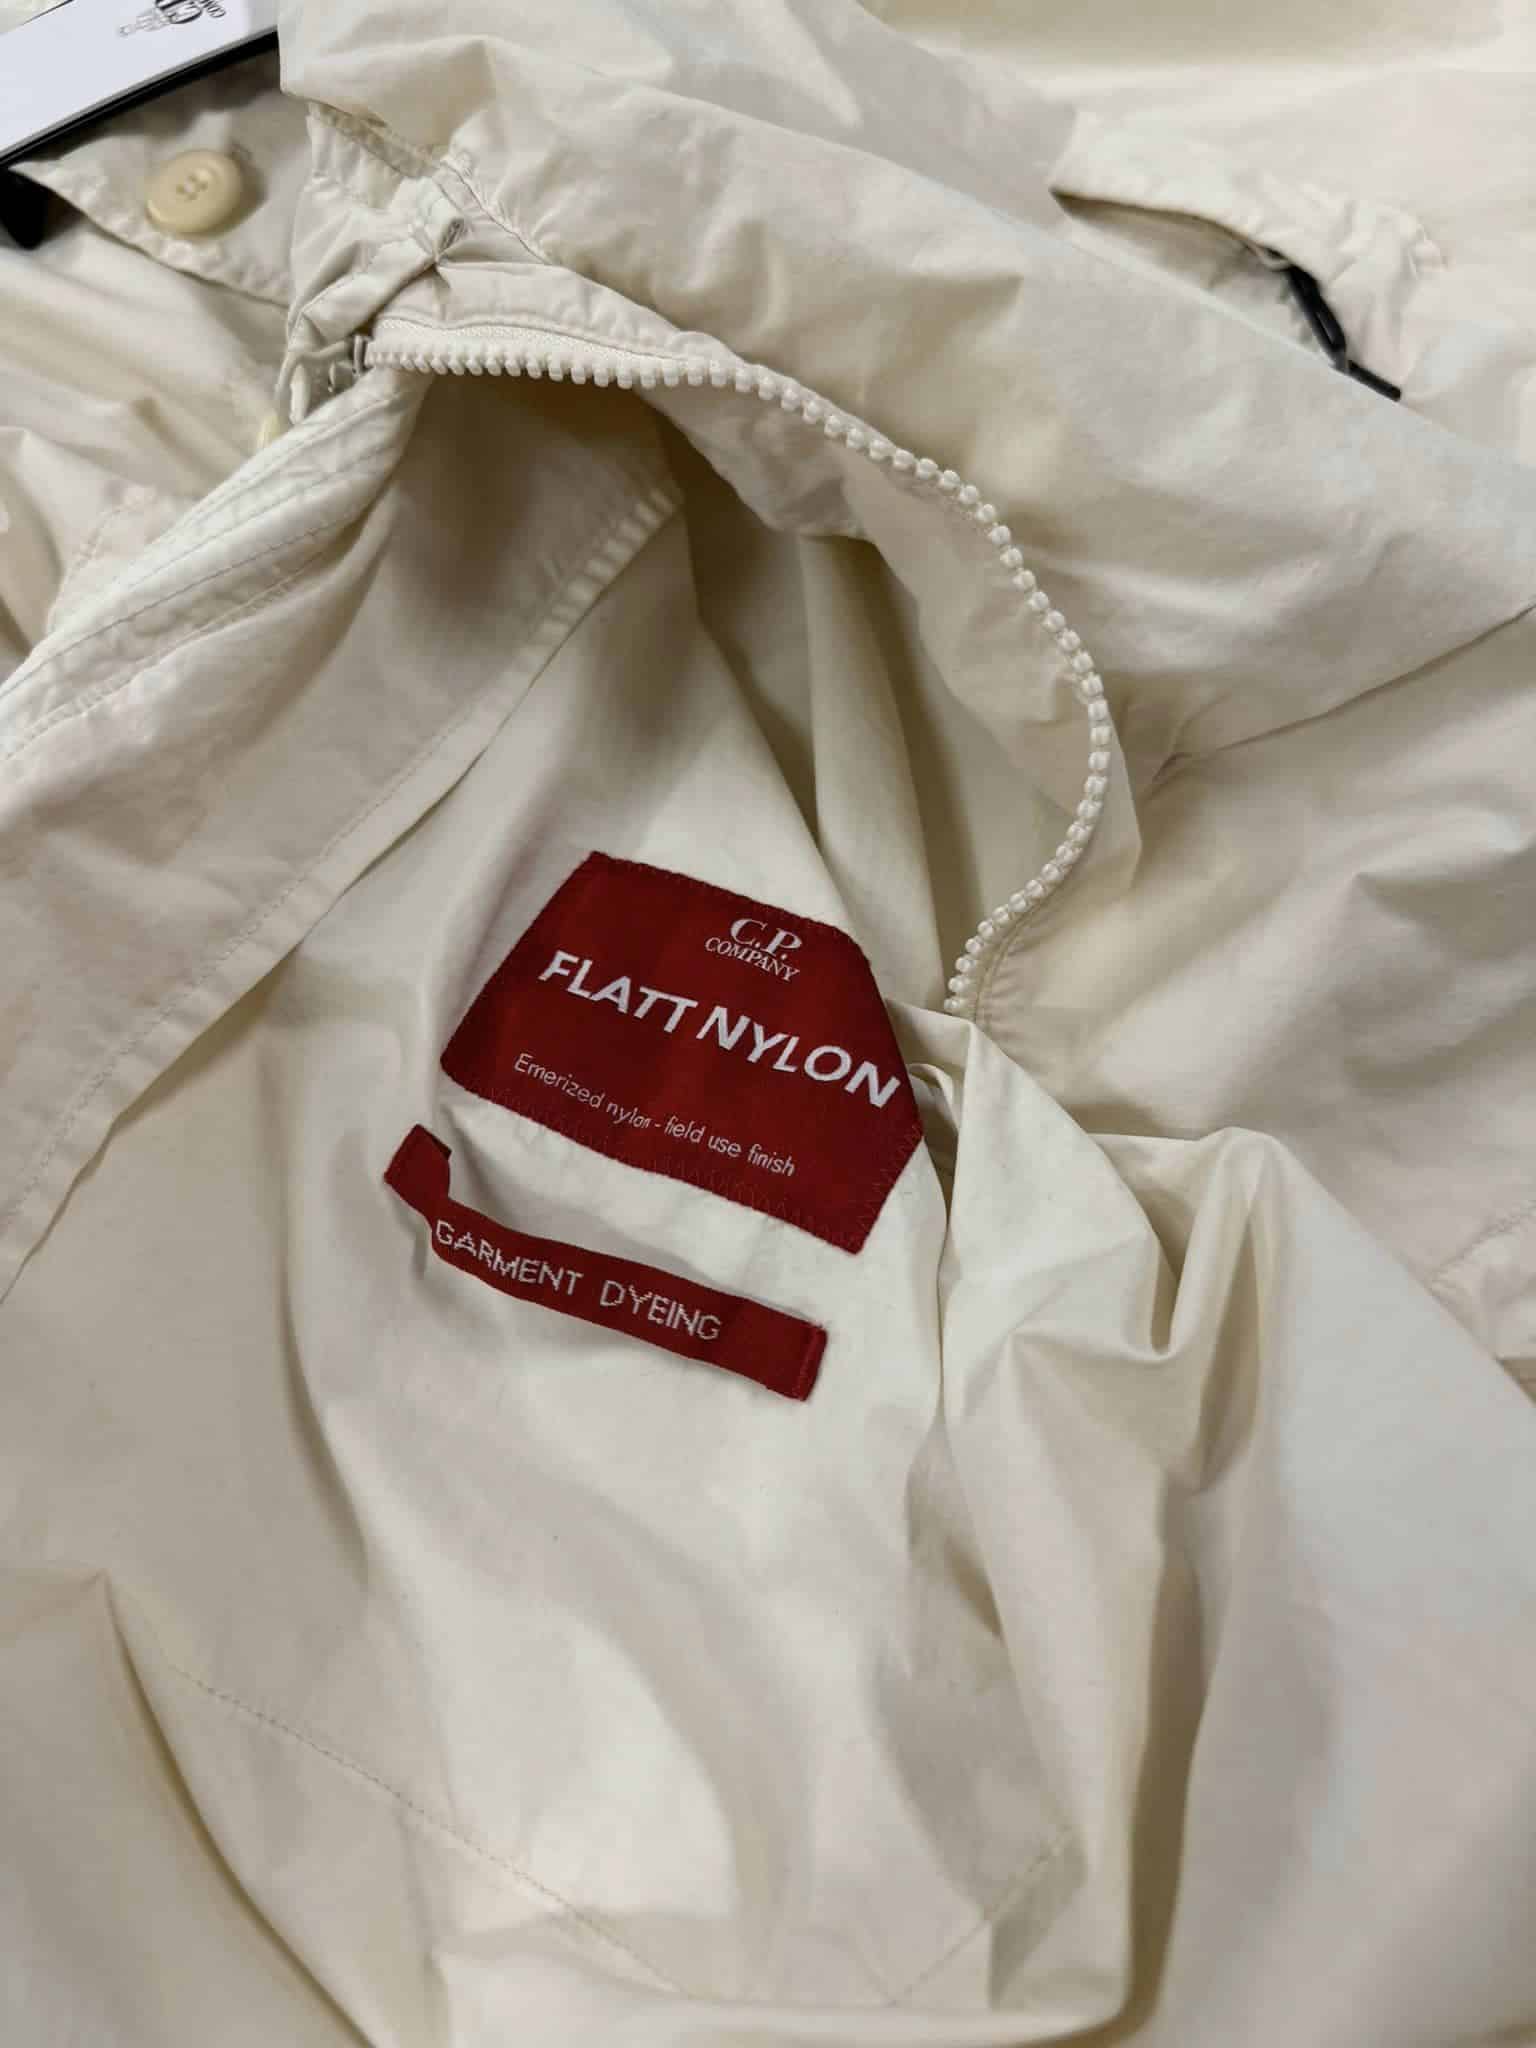 C.P.
COMPANY
FLATT NYLON
Emerized nylon - field use finish
GARMENT DYEING